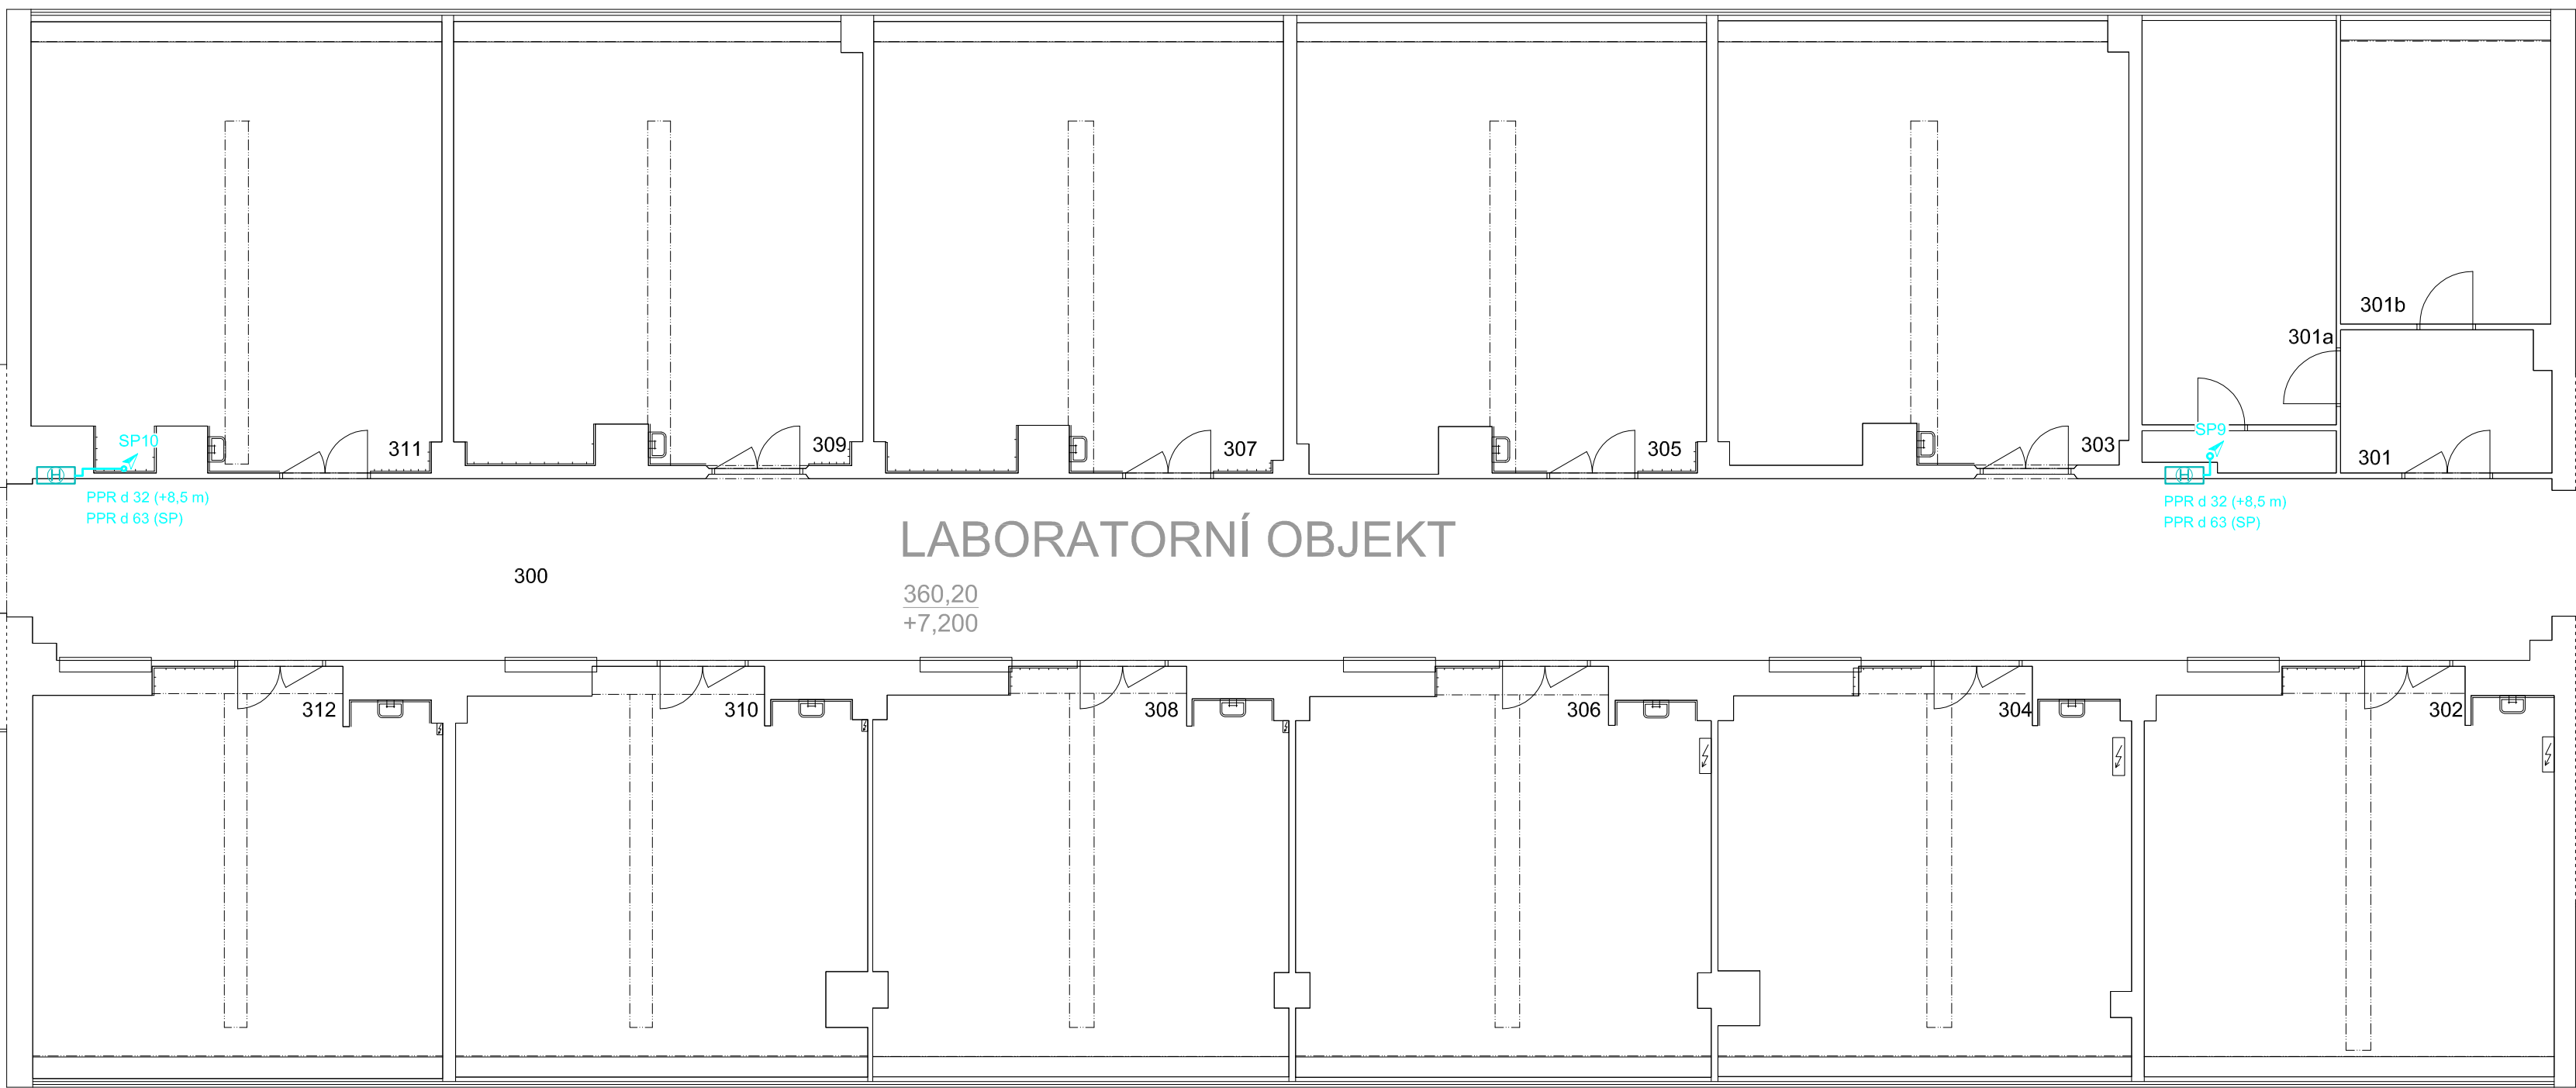 301b
301a
SP10
311
309
307
305
303
SP9
301
H
H
PPR d 32 (+8,5 m)
PPR d 63 (SP)
PPR d 32 (+8,5 m)
PPR d 63 (SP)
LABORATORNÍ OBJEKT
300
360,20
+7,200
312
310
308
306
304
302